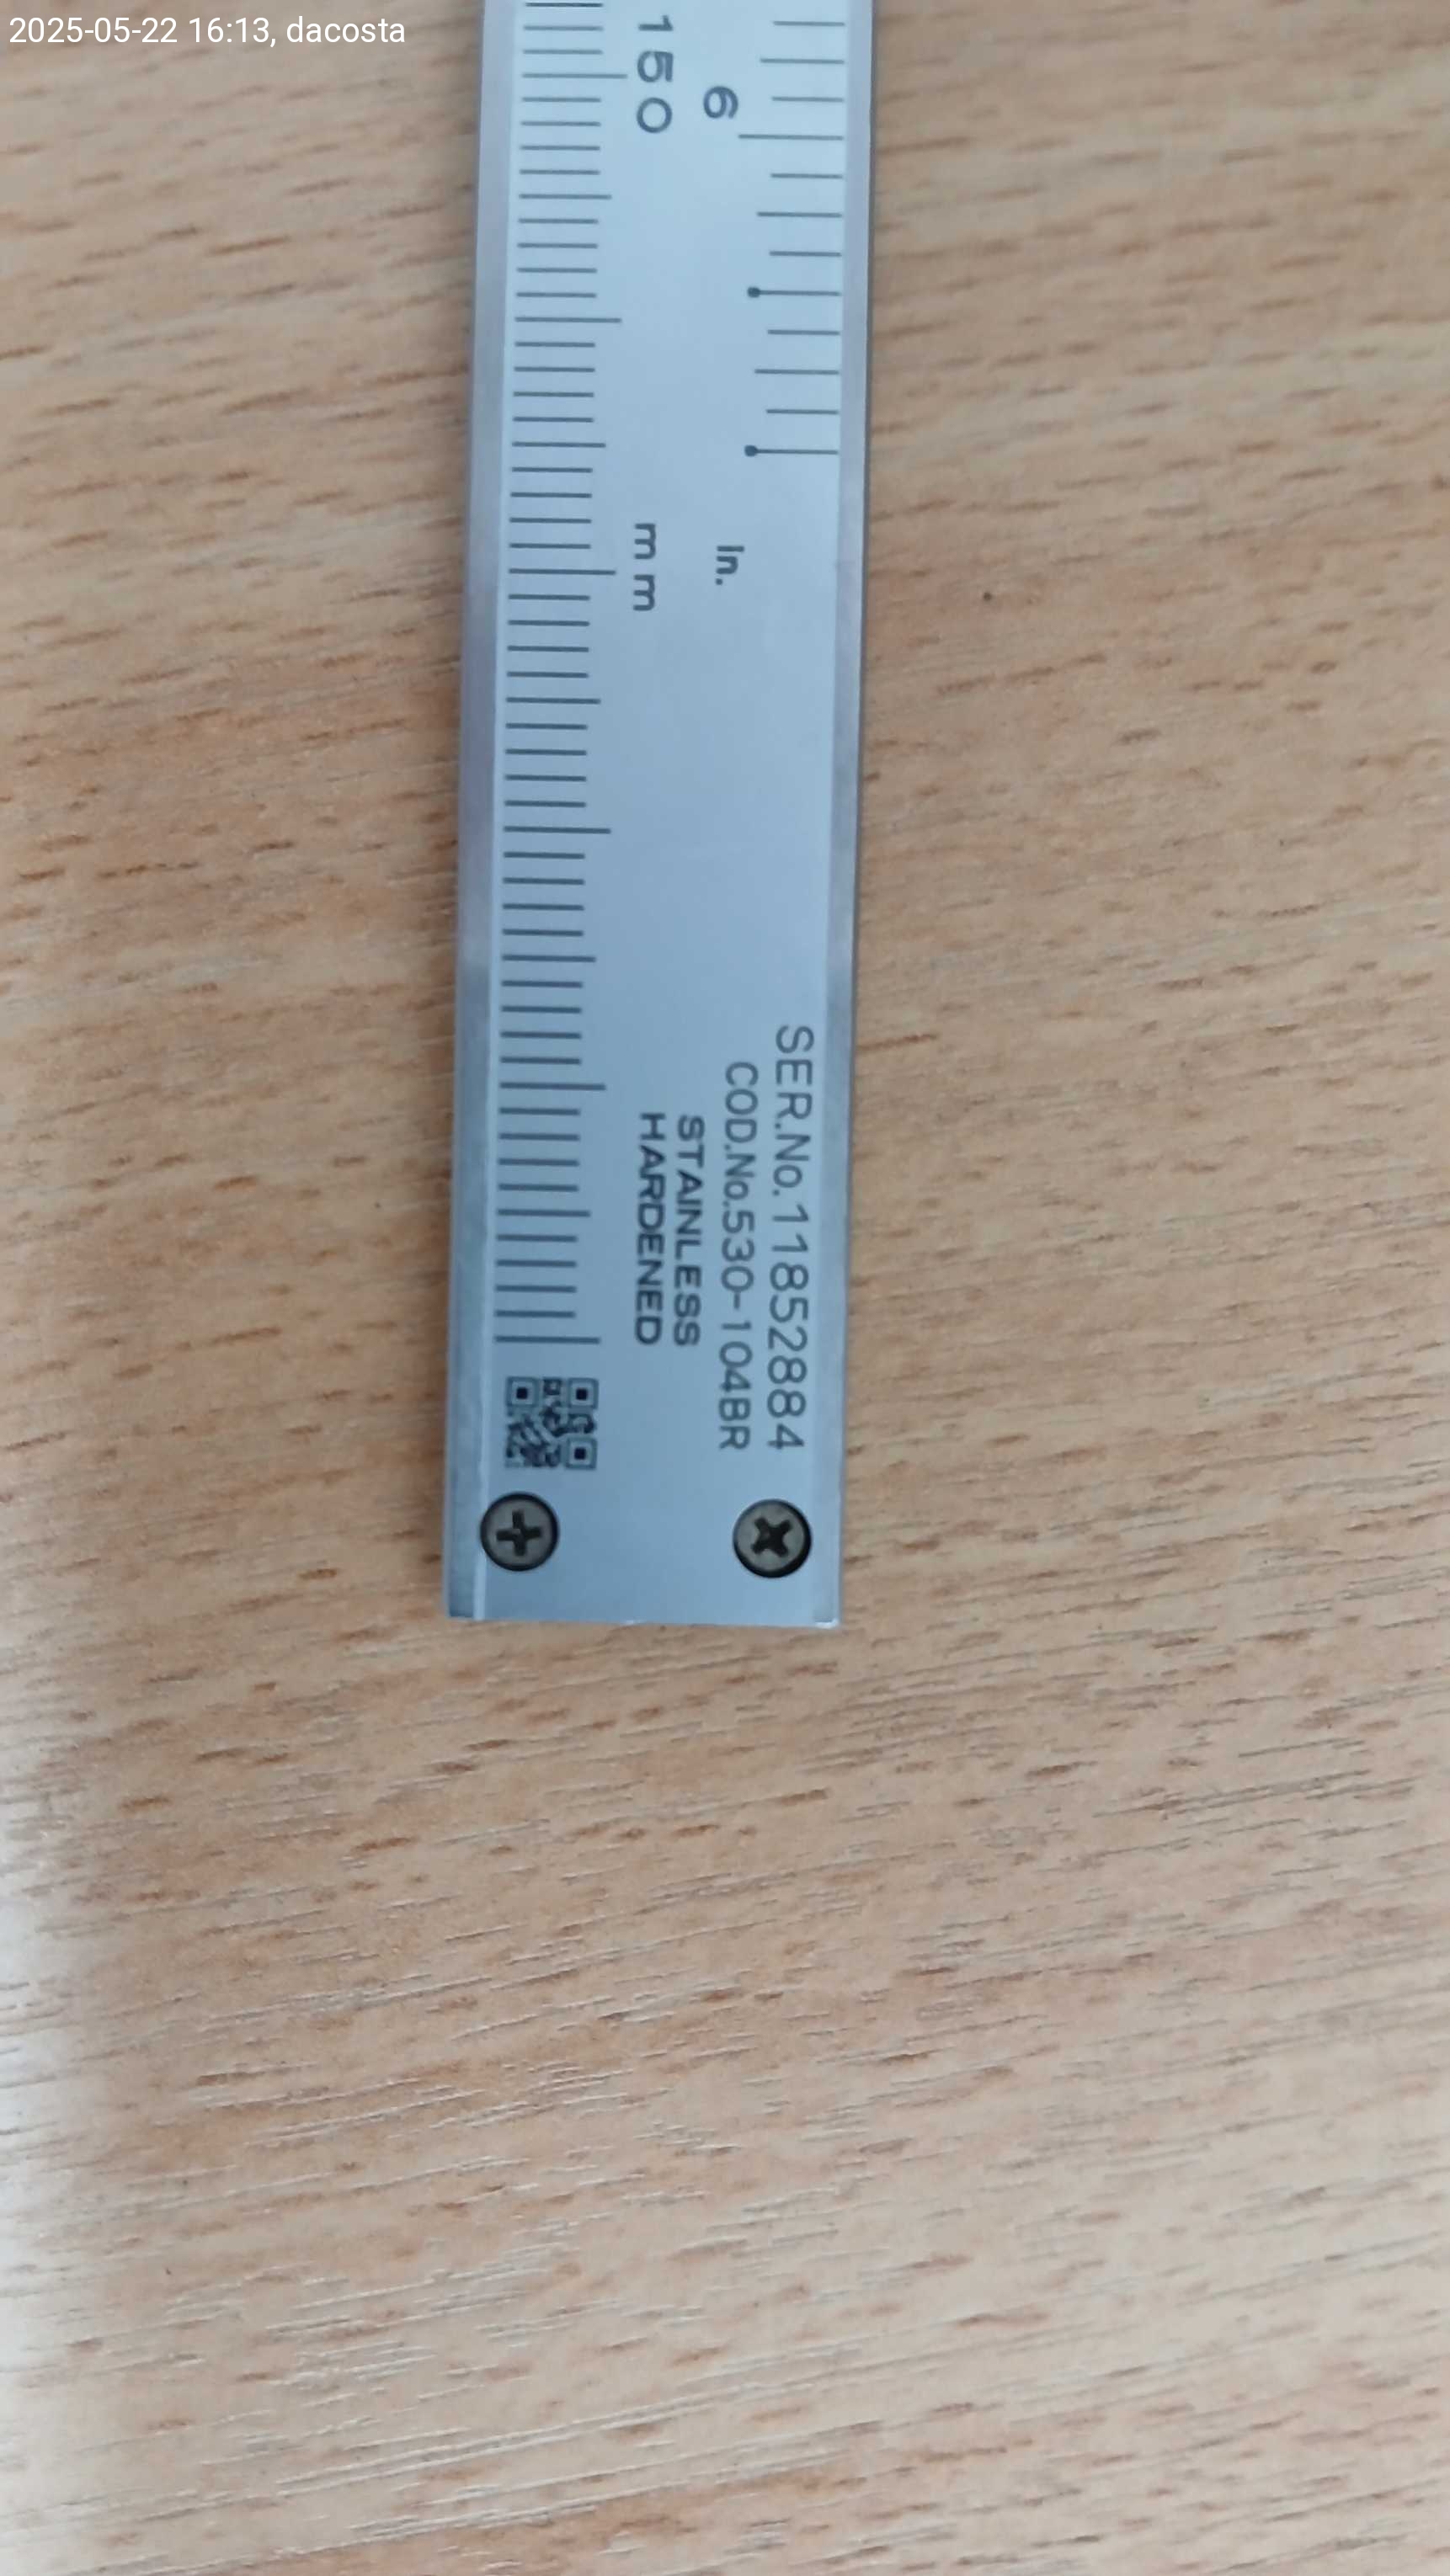 2025-05-22 16:13, dacosta
6
150
In.
mm
SER.No.11852884
COD.No.530-104BR
STAINLESS
HARDENED